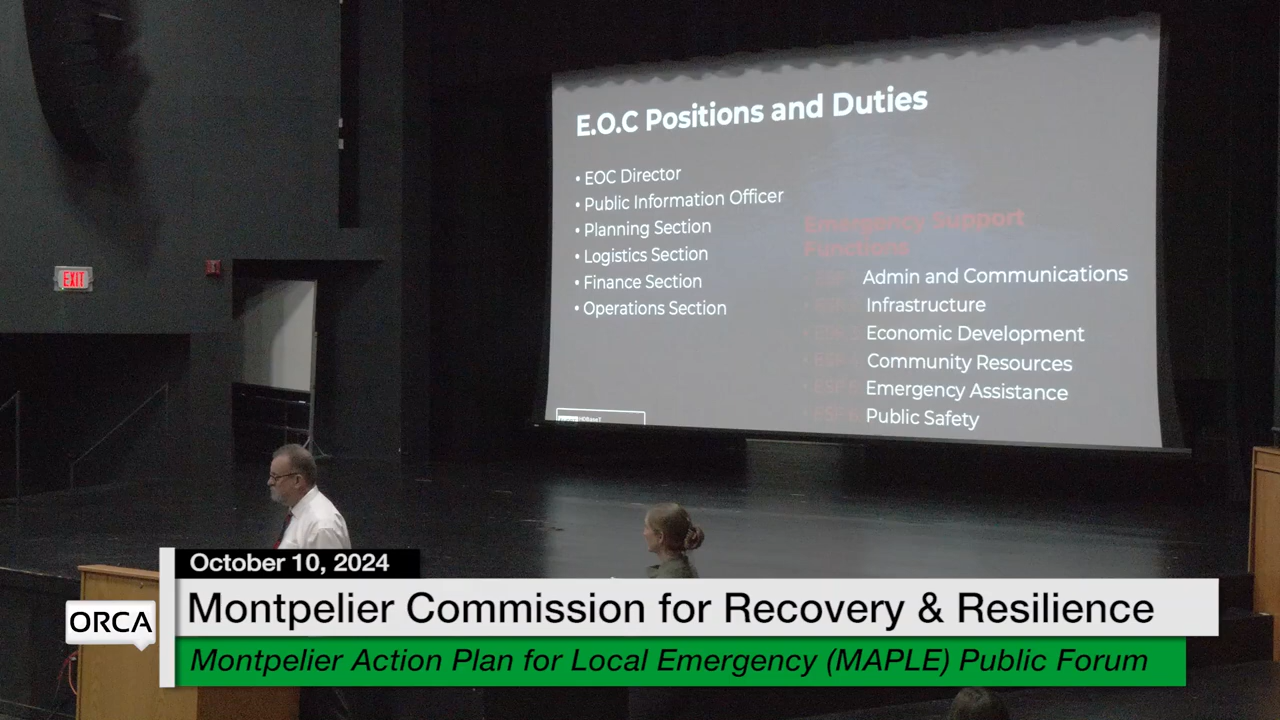 E.O.C Positions and Duties
• EOC Director
• Public Information Officer
• Planning Section
• Logistics Section
• Finance Section
• Operations Section
Emergency Support
Functions
Admin and Communications
Infrastructure
Economic Development
Community Resources
Emergency Assistance
Public Safety
EXIT
October 10, 2024
ORCA
Montpelier Commission for Recovery & Resilience
Montpelier Action Plan for Local Emergency (MAPLE) Public Forum